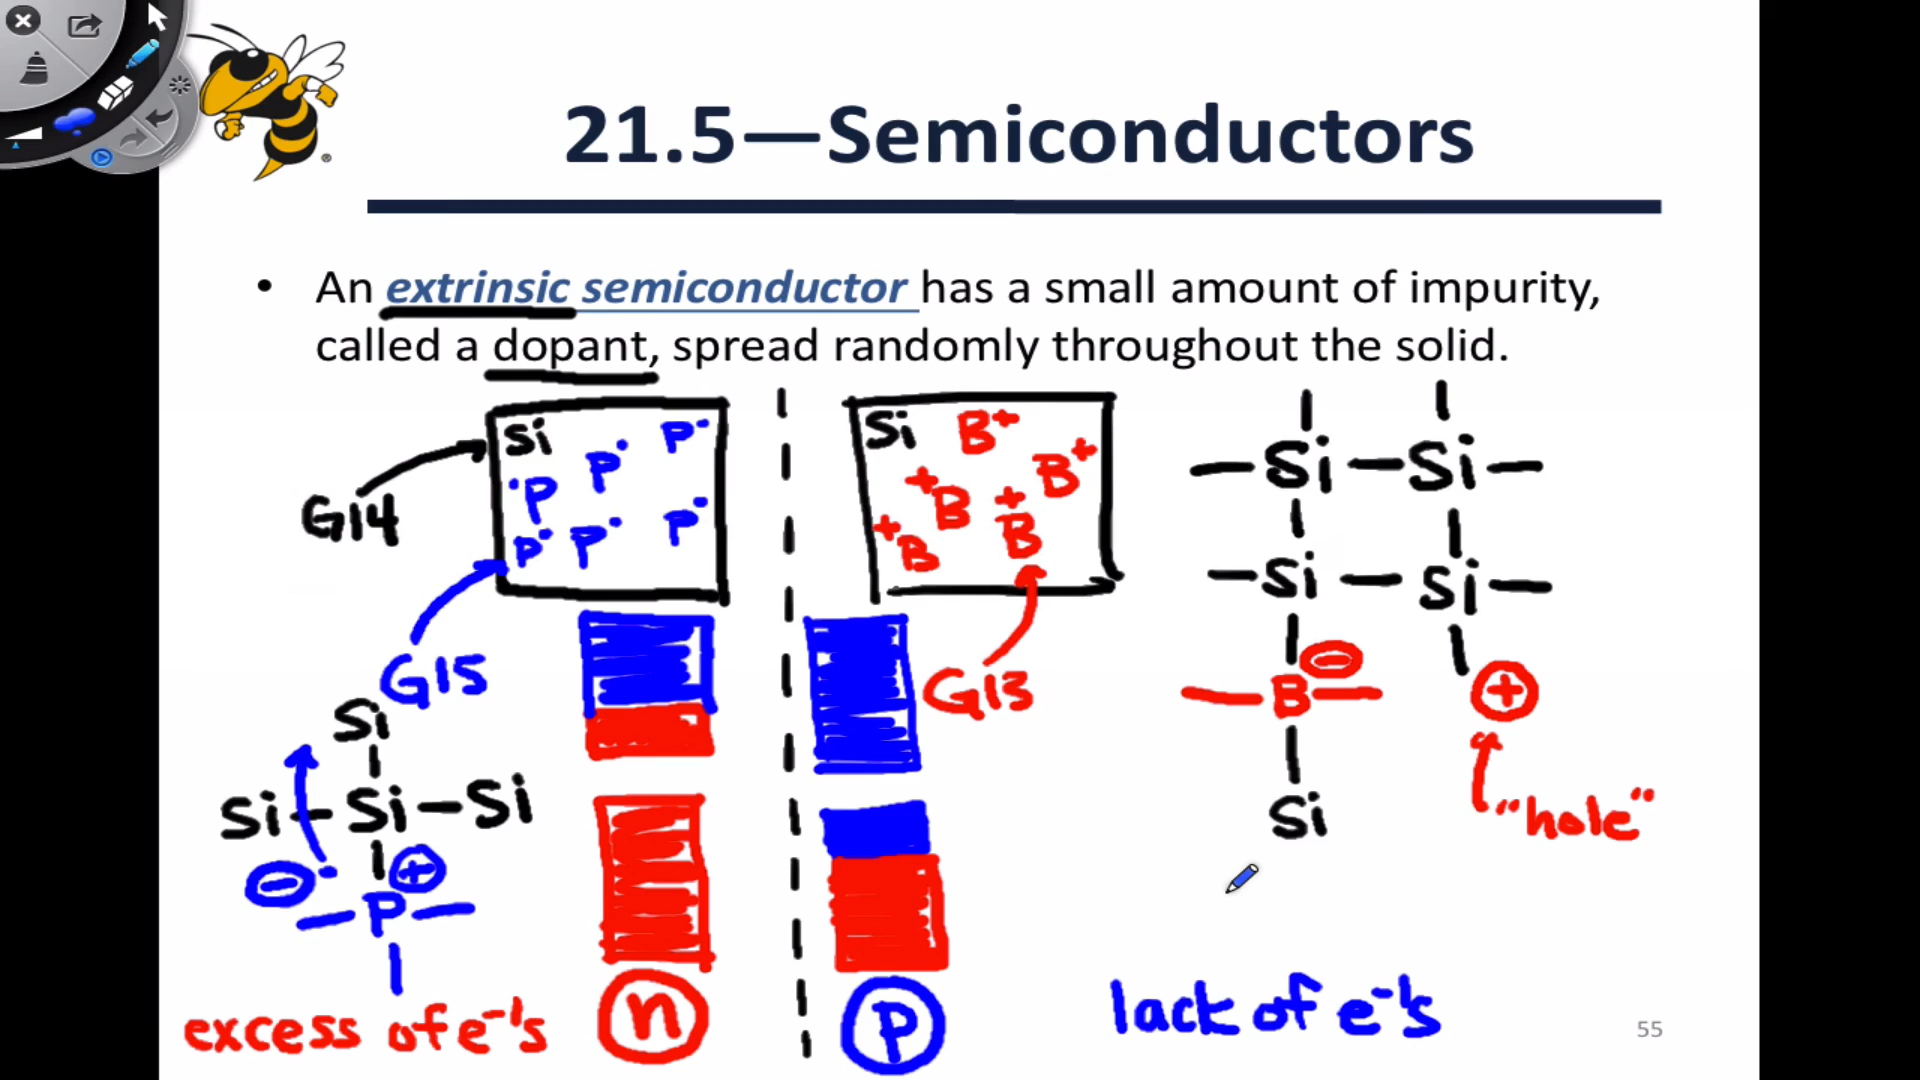 21.5—Semiconductors
• An extrinsic semiconductor has a small amount of impurity,
called a dopant, spread randomly throughout the solid.
Si P· P· ·P P· P· P·
G14
G15
Si
Si — Si — Si
⊖ · ⊕
— P —
excess of e⁻'s
n
Si B⁺ B⁺ ⁺B ⁺B ⁺B
G13
p
— Si — Si —
— Si — Si —
— B — ⊖ ⊕
Si
"hole"
lack of e⁻'s
55
®